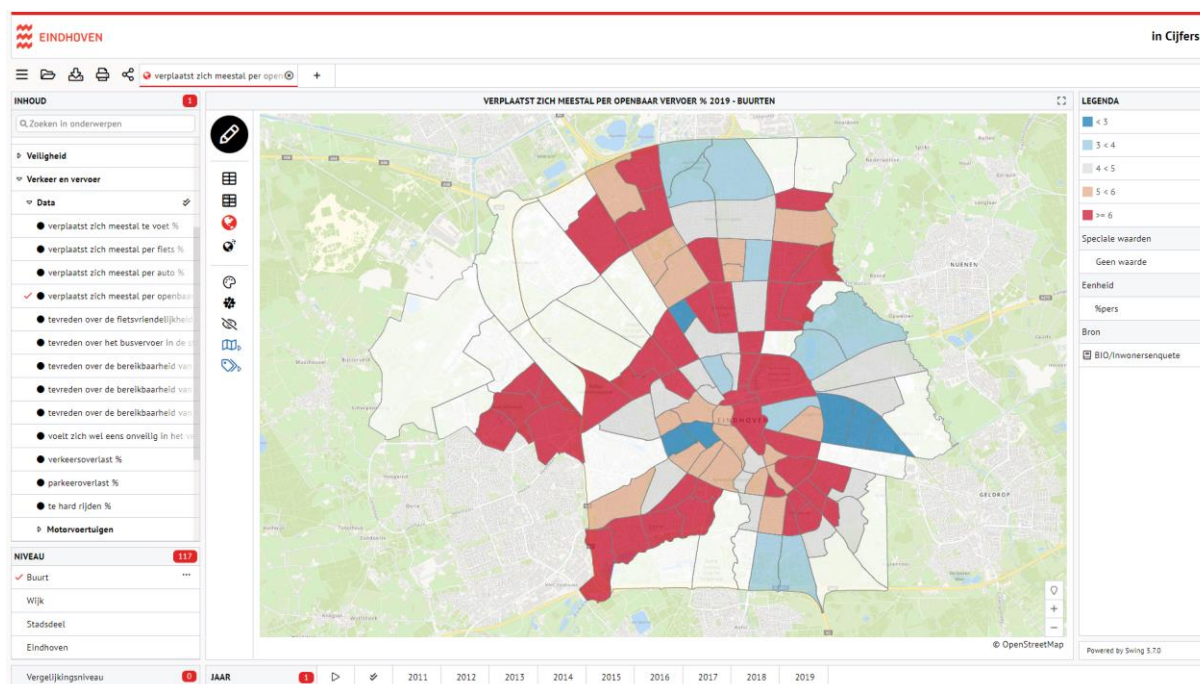 EINDHOVEN
in Cijfers
verplaatst zich meestal per open
+
INHOUD 1
Zoeken in onderwerpen
Veiligheid
Verkeer en vervoer
Data
verplaatst zich meestal te voet %
verplaatst zich meestal per fiets %
verplaatst zich meestal per auto %
verplaatst zich meestal per openbaar
tevreden over de fietsvriendelijkheid
tevreden over het busvervoer in de
tevreden over de bereikbaarheid van
tevreden over de bereikbaarheid van
tevreden over de bereikbaarheid van
voelt zich wel eens onveilig in het
verkeersoverlast %
parkeeroverlast %
te hard rijden %
Motorvoertuigen
NIVEAU 117
Buurt
Wijk
Stadsdeel
Eindhoven
Vergelijkingsniveau 0
VERPLAATST ZICH MEESTAL PER OPENBAAR VERVOER % 2019 - BUURTEN
NUENEN
EINDHOVEN
GELDROP
+
−
© OpenStreetMap
JAAR 1 2011 2012 2013 2014 2015 2016 2017 2018 2019
LEGENDA
< 3
3 < 4
4 < 5
5 < 6
>= 6
Speciale waarden
Geen waarde
Eenheid
%pers
Bron
BIO/Inwonersenquete
Powered by Swing 5.7.0